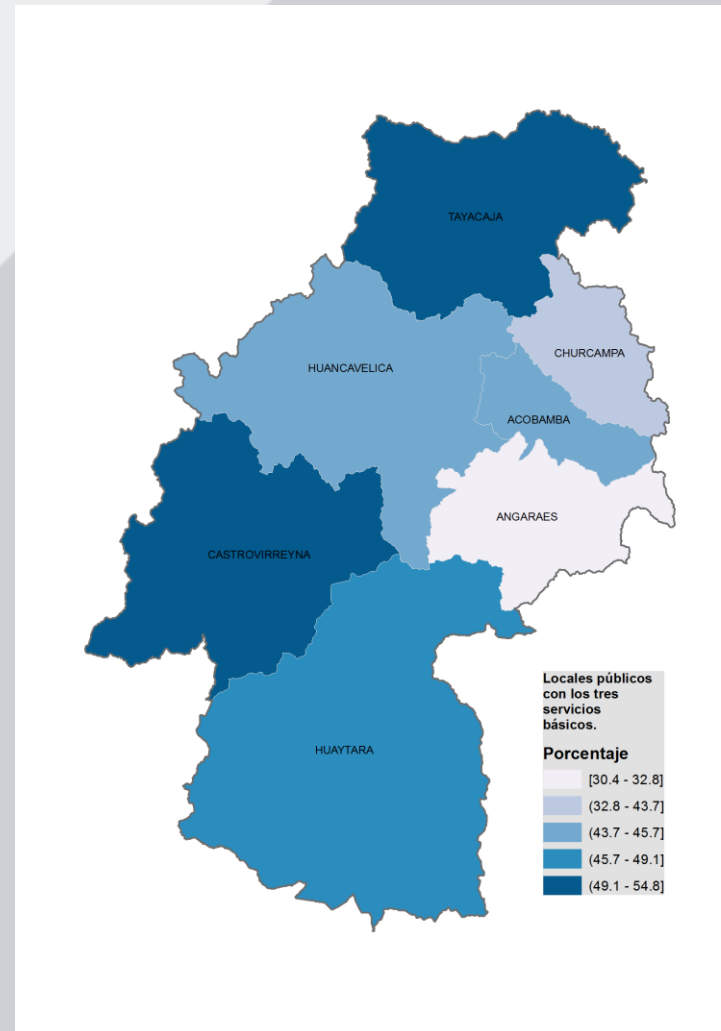 TAYACAJA
CHURCAMPA
HUANCAVELICA
ACOBAMBA
ANGARAES
CASTROVIRREYNA
HUAYTARA
Locales públicos
con los tres
servicios
básicos.
Porcentaje
[30.4 - 32.8]
(32.8 - 43.7]
(43.7 - 45.7]
(45.7 - 49.1]
(49.1 - 54.8]